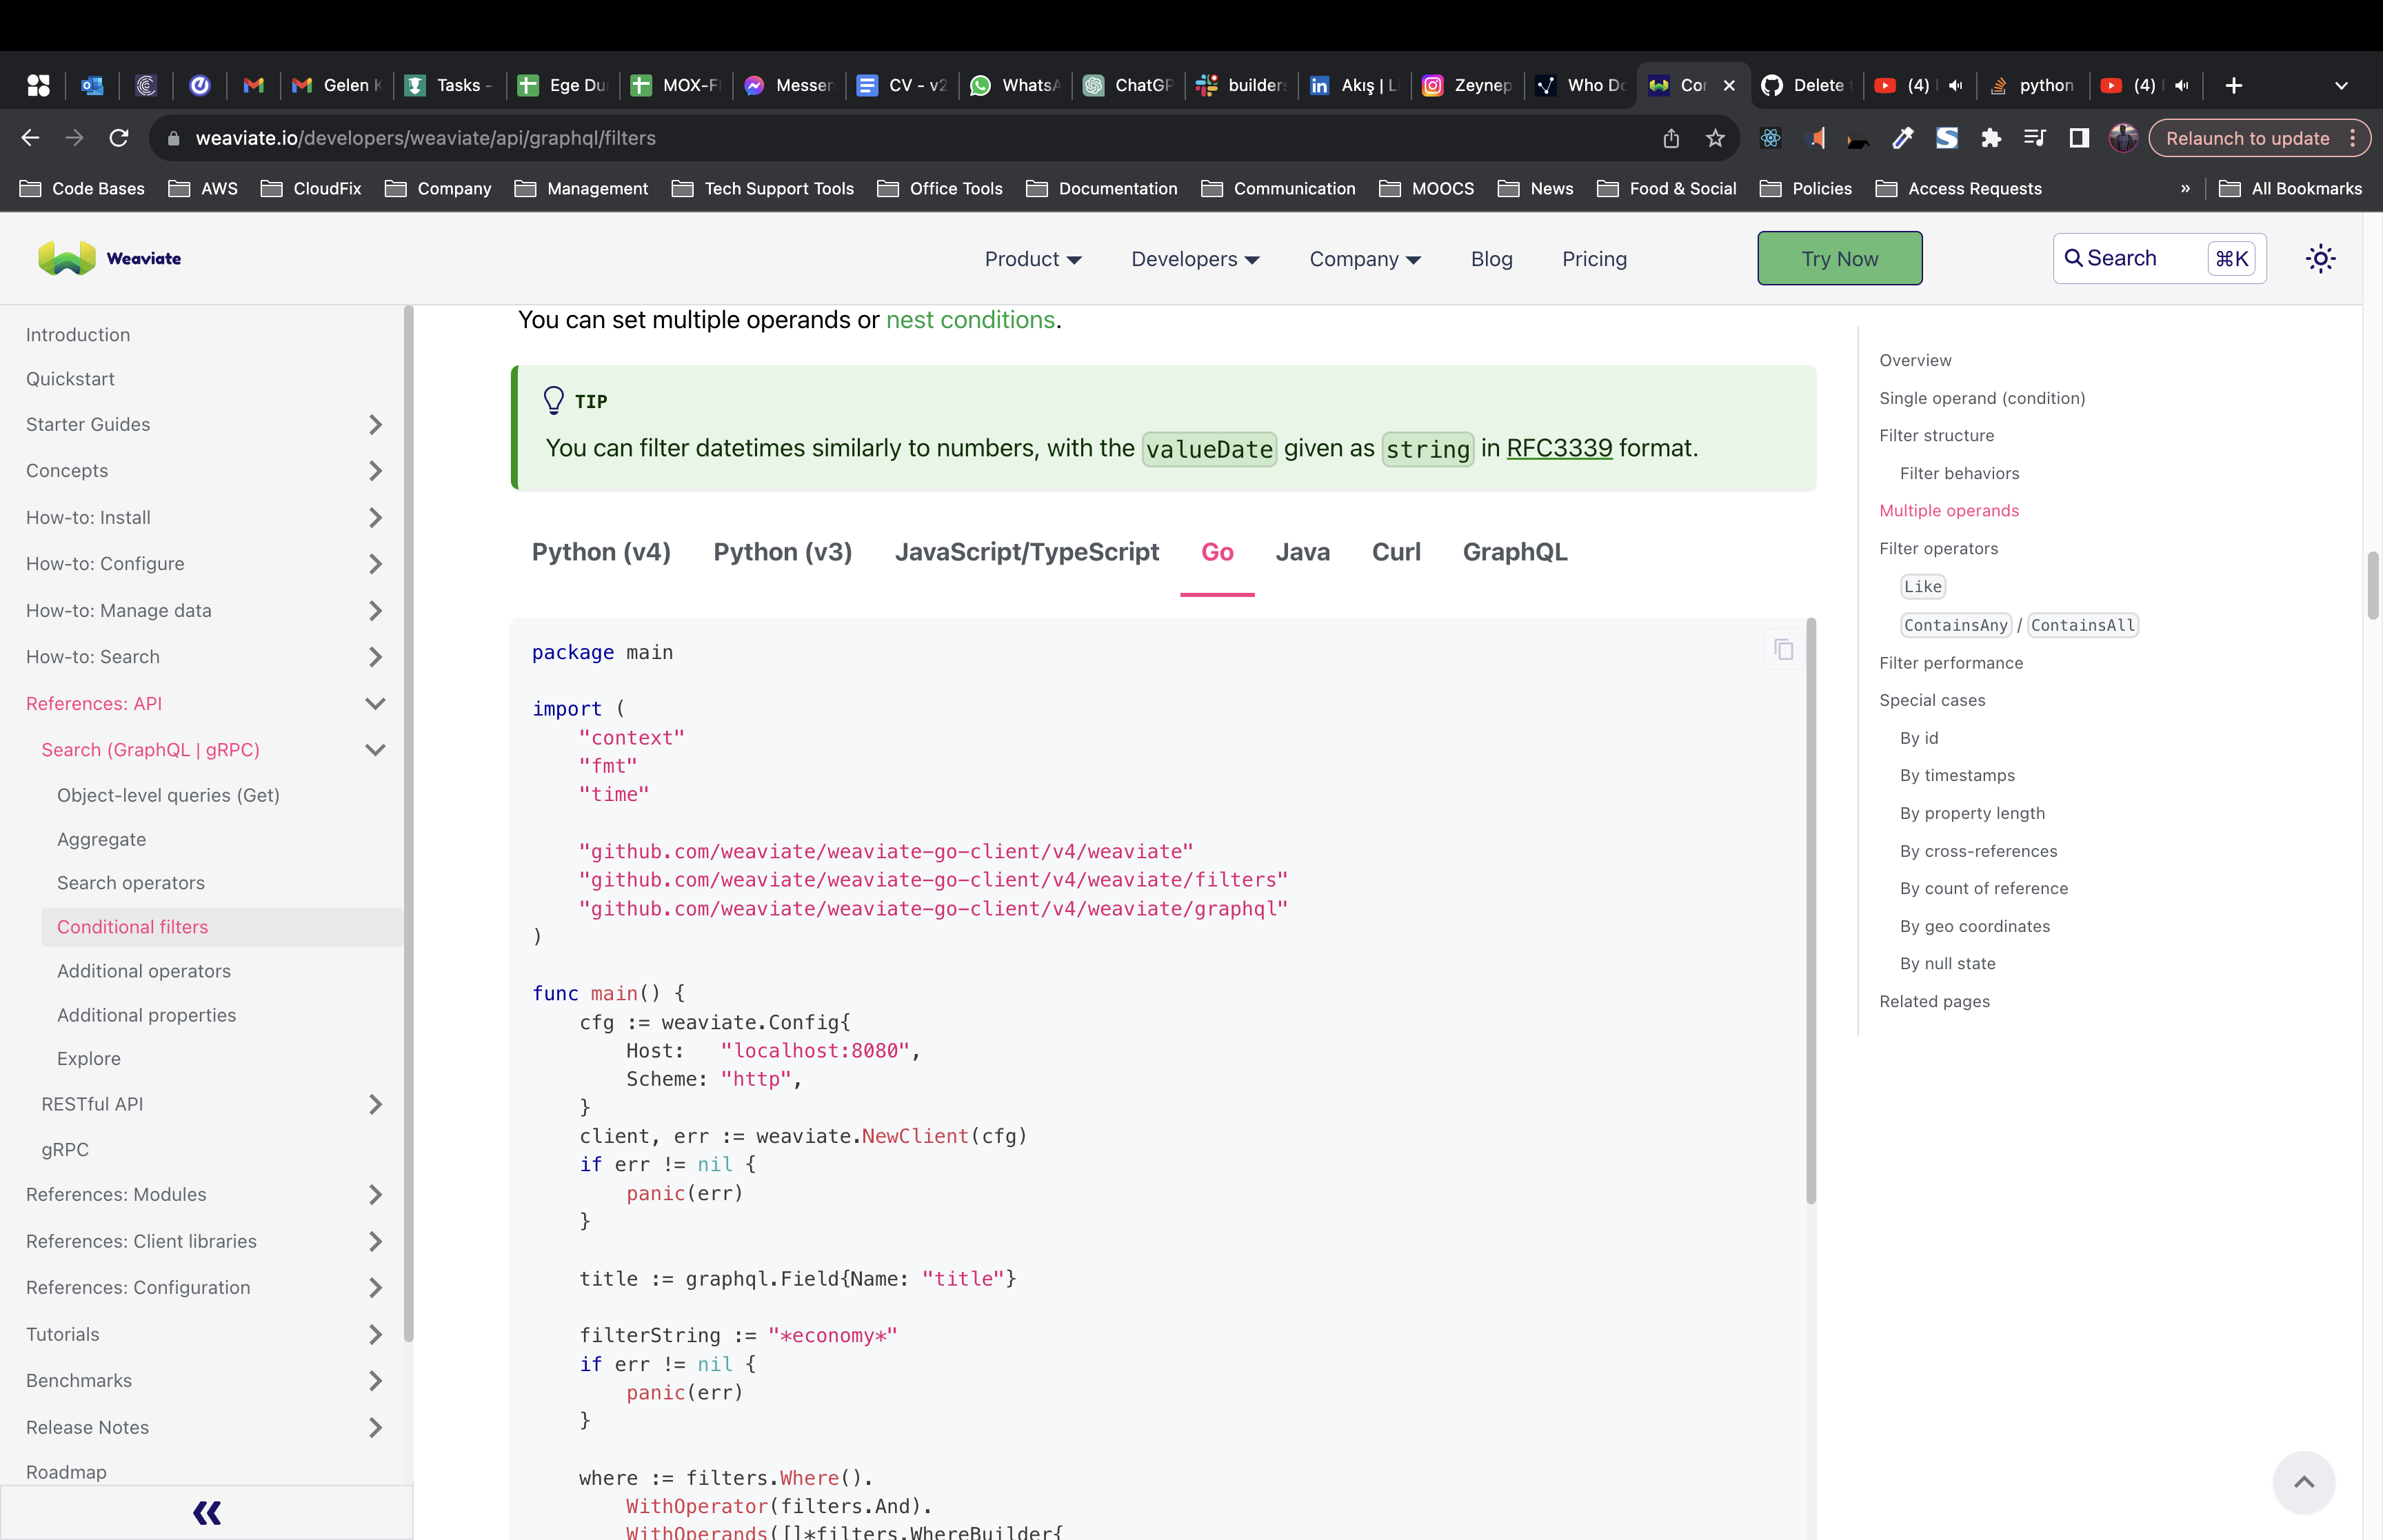 Gelen K
Tasks -
Ege Du
MOX-F
Messen
CV - v2
WhatsA
ChatGP
builder
Akış | L
Zeynep
Who Do
Co
Delete
(4)
python
(4)
weaviate.io/developers/weaviate/api/graphql/filters
Relaunch to update
Code Bases
AWS
CloudFix
Company
Management
Tech Support Tools
Office Tools
Documentation
Communication
MOOCS
News
Food & Social
Policies
Access Requests
»
All Bookmarks
Weaviate
Product
Developers
Company
Blog
Pricing
Try Now
Search
⌘K
Introduction
Quickstart
Starter Guides
Concepts
How-to: Install
How-to: Configure
How-to: Manage data
How-to: Search
References: API
Search (GraphQL | gRPC)
Object-level queries (Get)
Aggregate
Search operators
Conditional filters
Additional operators
Additional properties
Explore
RESTful API
gRPC
References: Modules
References: Client libraries
References: Configuration
Tutorials
Benchmarks
Release Notes
Roadmap
You can set multiple operands or nest conditions.
TIP
You can filter datetimes similarly to numbers, with the valueDate given as string in RFC3339 format.
Python (v4)
Python (v3)
JavaScript/TypeScript
Go
Java
Curl
GraphQL
package main
import (
"context"
"fmt"
"time"
"github.com/weaviate/weaviate-go-client/v4/weaviate"
"github.com/weaviate/weaviate-go-client/v4/weaviate/filters"
"github.com/weaviate/weaviate-go-client/v4/weaviate/graphql"
)
func main() {
cfg := weaviate.Config{
Host:   "localhost:8080",
Scheme: "http",
}
client, err := weaviate.NewClient(cfg)
if err != nil {
panic(err)
}
title := graphql.Field{Name: "title"}
filterString := "*economy*"
if err != nil {
panic(err)
}
where := filters.Where().
WithOperator(filters.And).
WithOperands([]*filters.WhereBuilder{
Overview
Single operand (condition)
Filter structure
Filter behaviors
Multiple operands
Filter operators
Like
ContainsAny / ContainsAll
Filter performance
Special cases
By id
By timestamps
By property length
By cross-references
By count of reference
By geo coordinates
By null state
Related pages